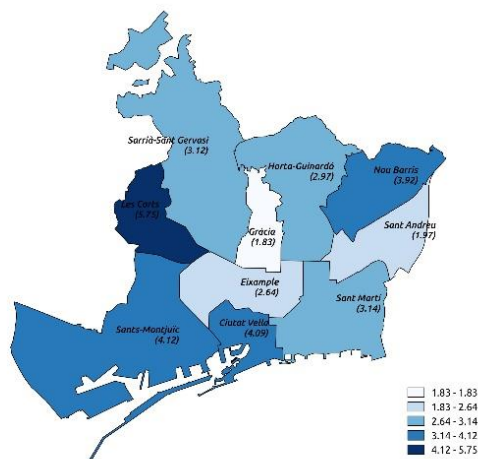 Sarrià-Sant Gervasi
(3.12)
Horta-Guinardó
(2.97)
Nou Barris
(3.92)
Les Corts
(5.75)
Gràcia
(1.83)
Sant Andreu
(1.97)
Eixample
(2.64)
Sant Martí
(3.14)
Sants-Montjuïc
(4.12)
Ciutat Vella
(4.09)
1.83 - 1.83
1.83 - 2.64
2.64 - 3.14
3.14 - 4.12
4.12 - 5.75